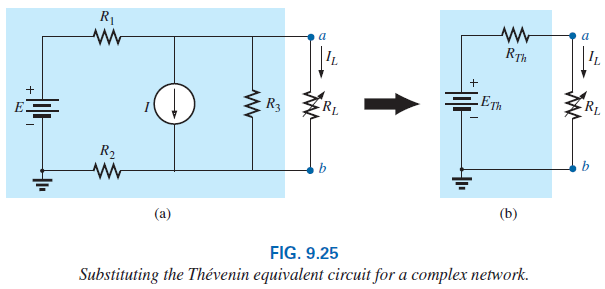 R1
a
IL
+
E
−
I
R3
RL
R2
b
(a)
RTh
a
IL
+
ETh
−
RL
b
(b)
FIG. 9.25
Substituting the Thévenin equivalent circuit for a complex network.